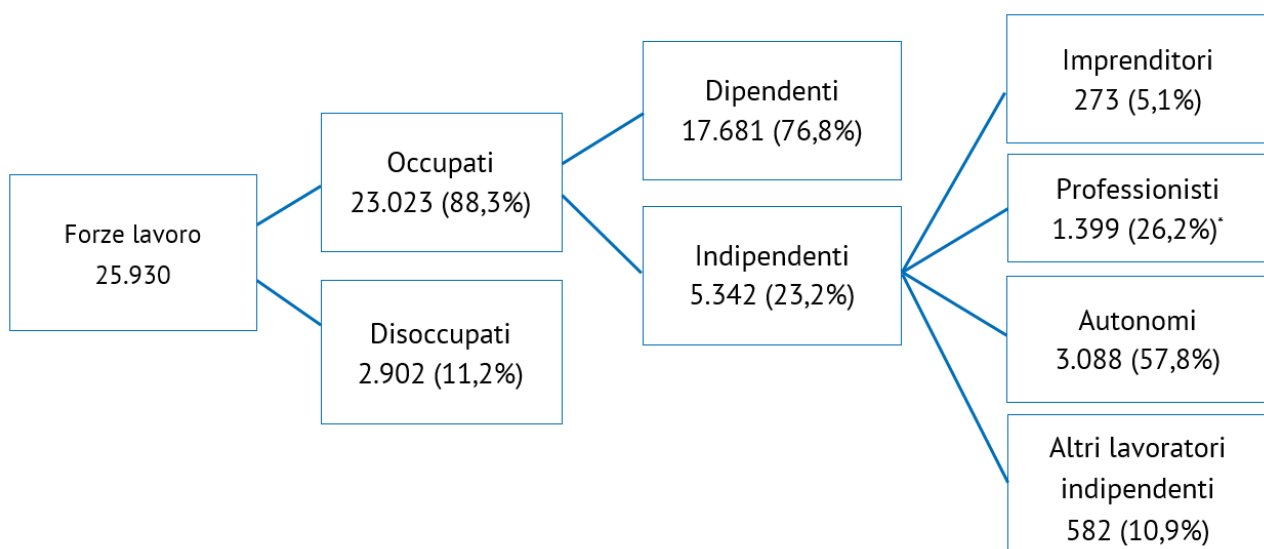 Forze lavoro
25.930
Occupati
23.023 (88,3%)
Disoccupati
2.902 (11,2%)
Dipendenti
17.681 (76,8%)
Indipendenti
5.342 (23,2%)
Imprenditori
273 (5,1%)
Professionisti
1.399 (26,2%)*
Autonomi
3.088 (57,8%)
Altri lavoratori
indipendenti
582 (10,9%)